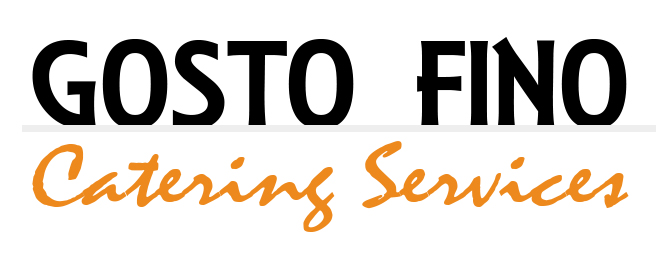 GOSTO FINO
Catering Services